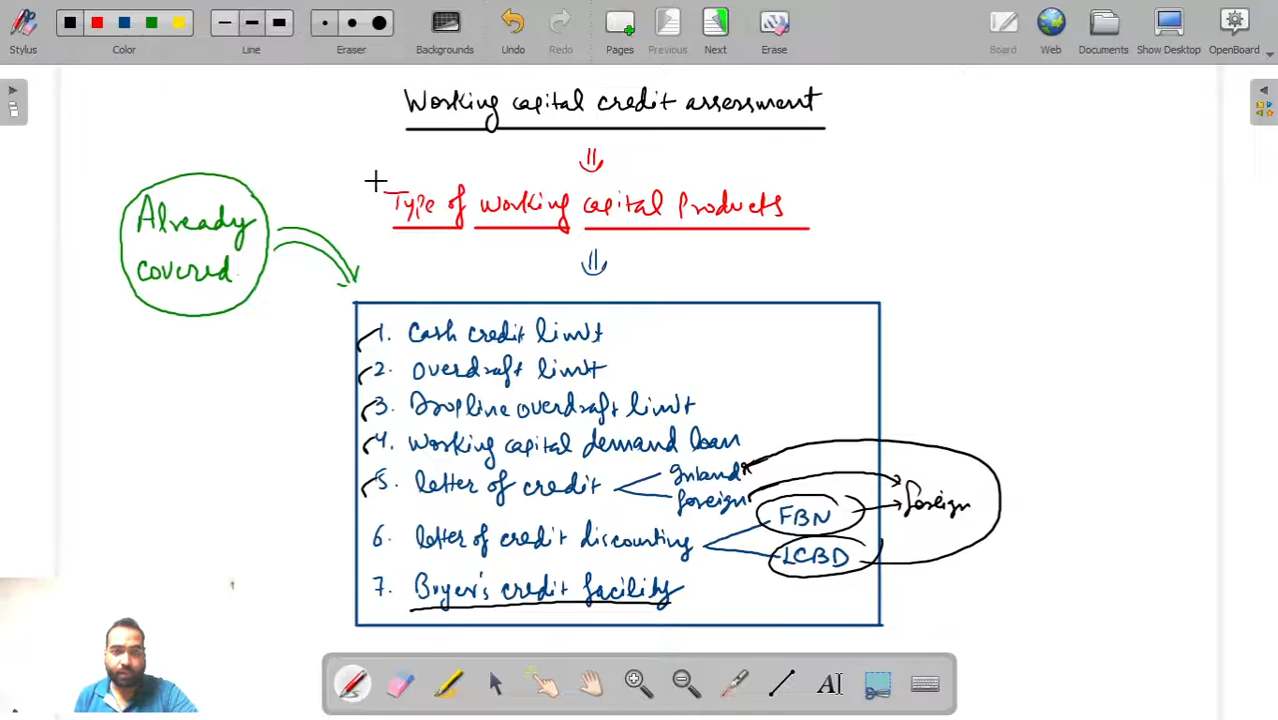 Stylus
Color
Line
Eraser
Backgrounds
Undo
Redo
Pages
Previous
Next
Erase
Board
Web
Documents
Show Desktop
OpenBoard
Working capital credit assessment
Type of working capital Products
Already
covered
1. Cash credit limit
2. Overdraft limit
3. Dropline overdraft limit
4. Working capital demand loan
5. letter of credit
Inland
foreign
foreign
6. letter of credit discounting
FBN
LCBD
7. Buyer's credit facility